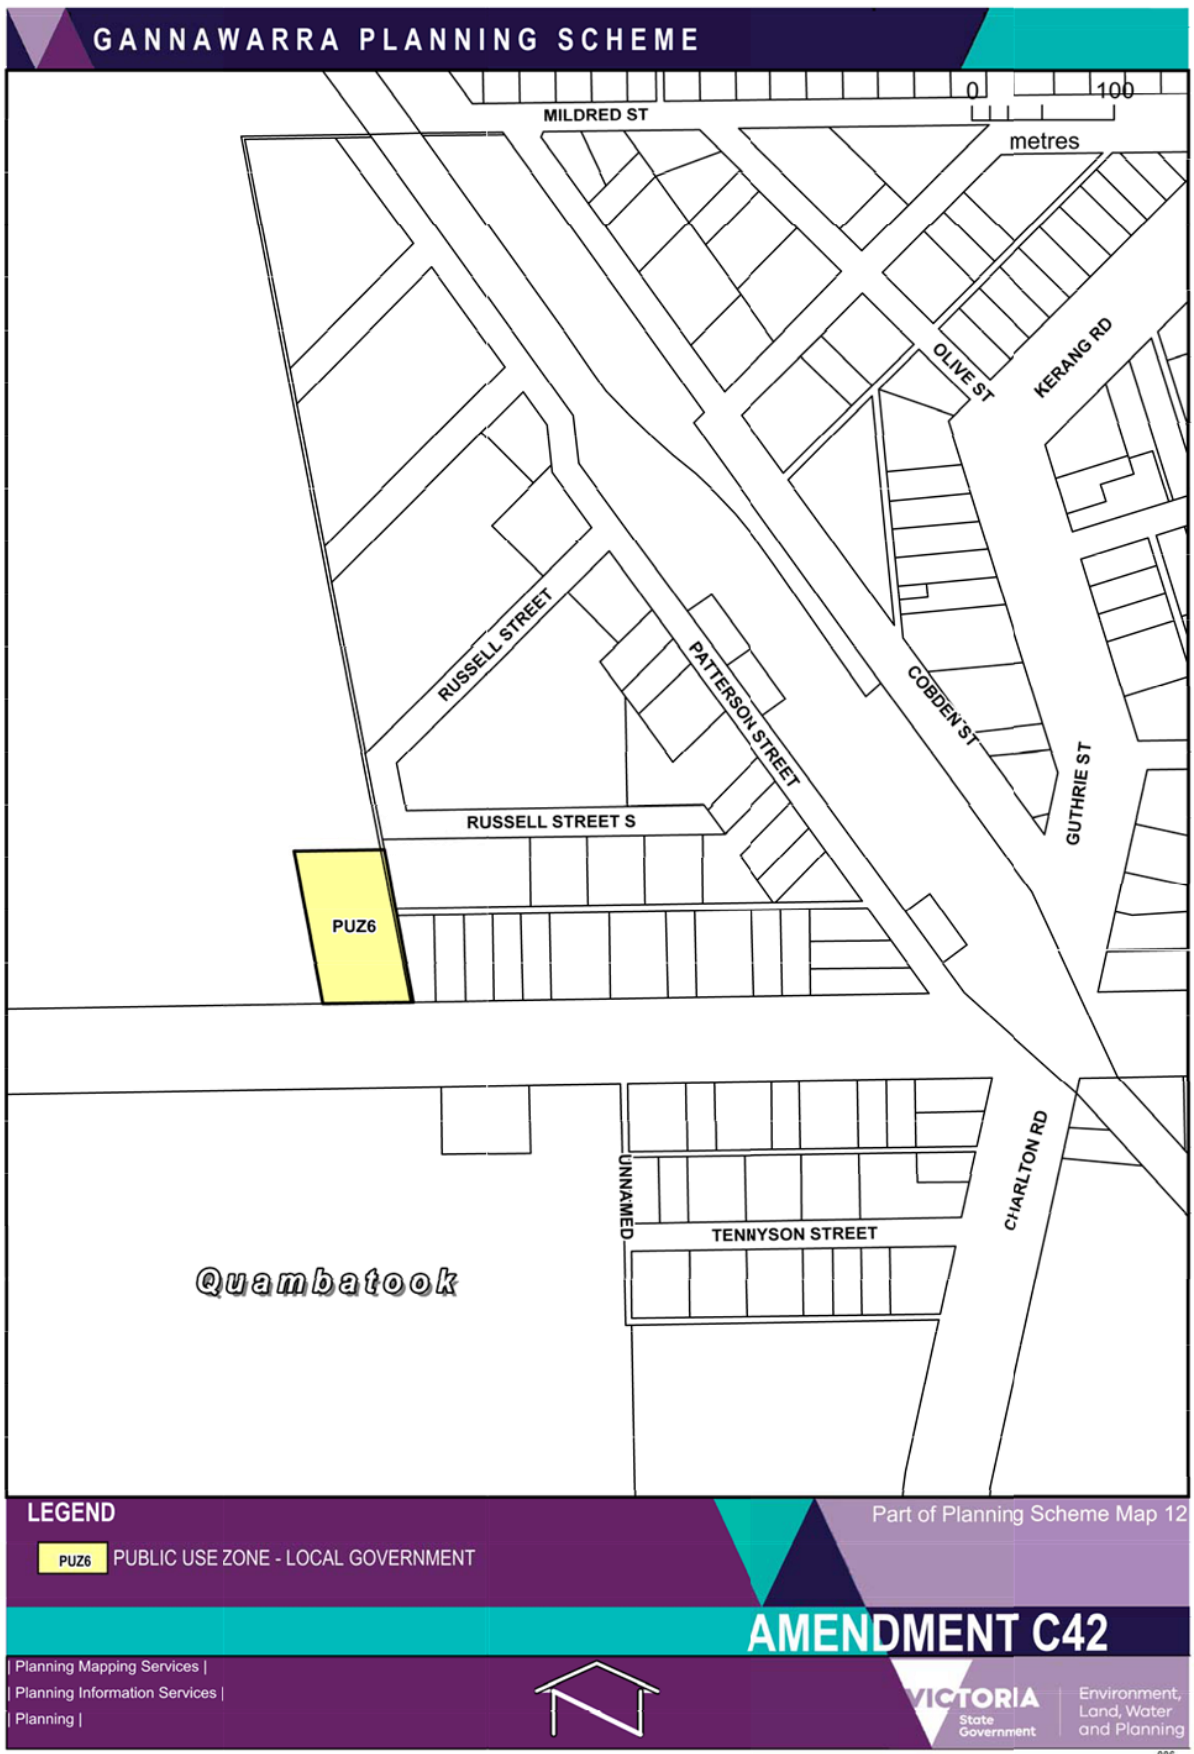 GANNAWARRA PLANNING SCHEME
0 100
metres
MILDRED ST
OLIVE ST
KERANG RD
RUSSELL STREET
PATTERSON STREET
COBDEN ST
GUTHRIE ST
RUSSELL STREET S
PUZ6
CHARLTON RD
UNNAMED
TENNYSON STREET
Quambatook
LEGEND
Part of Planning Scheme Map 12
PUZ6 PUBLIC USE ZONE - LOCAL GOVERNMENT
AMENDMENT C42
| Planning Mapping Services |
| Planning Information Services |
| Planning |
N
VICTORIA
State
Government
Environment,
Land, Water
and Planning